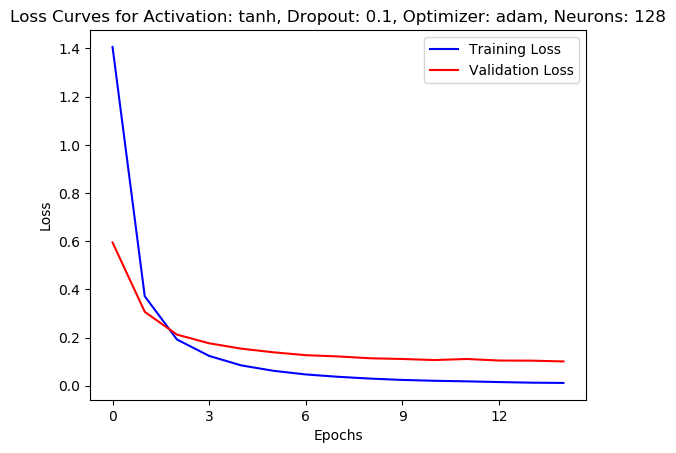 Loss Curves for Activation: tanh, Dropout: 0.1, Optimizer: adam, Neurons: 128
Training Loss
Validation Loss
1.4
1.2
1.0
0.8
0.6
0.4
0.2
0.0
Loss
0 3 6 9 12
Epochs